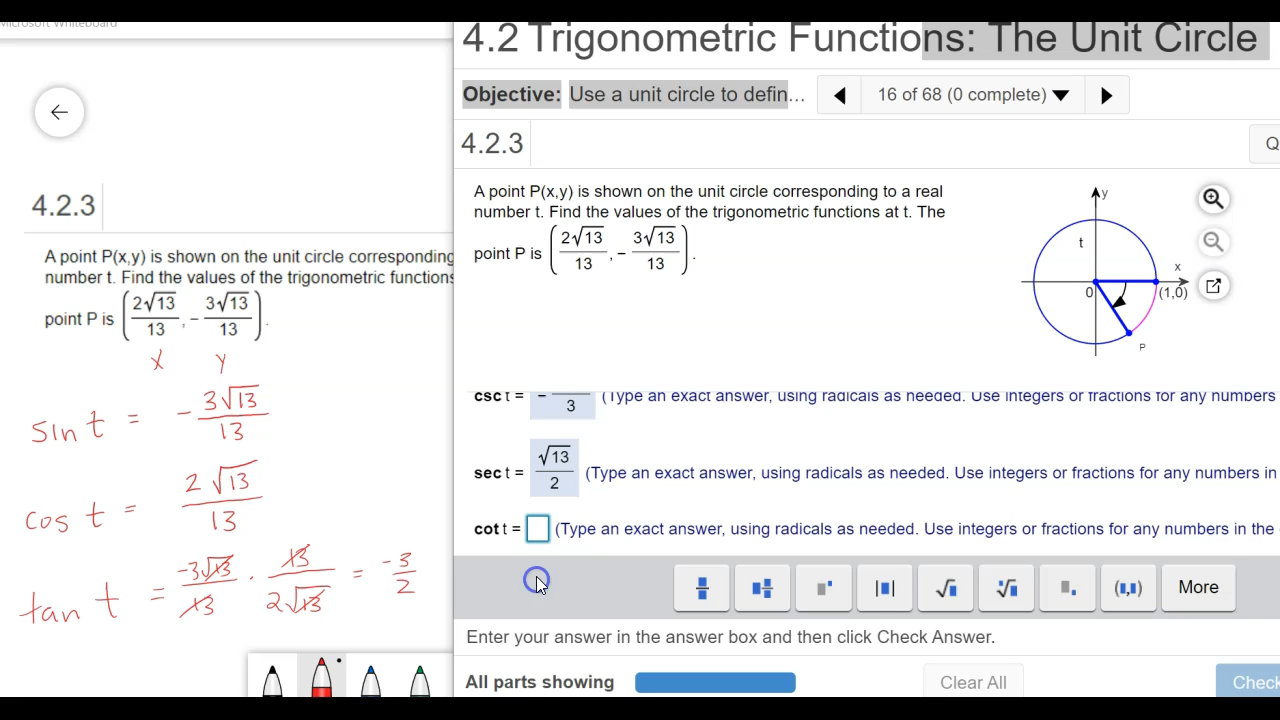 Microsoft Whiteboard
4.2.3
A point P(x,y) is shown on the unit circle corresponding
number t. Find the values of the trigonometric functions
point P is (2√13/13, −3√13/13).
x y
sin t = −3√13/13
cos t = 2√13/13
tan t = −3√13/13 · 13/2√13 = −3/2
4.2 Trigonometric Functions: The Unit Circle
Objective: Use a unit circle to defin...
16 of 68 (0 complete)
4.2.3
Q
A point P(x,y) is shown on the unit circle corresponding to a real
number t. Find the values of the trigonometric functions at t. The
point P is (2√13/13, −3√13/13).
y
t
x
0
(1,0)
P
csc t = − /3 (Type an exact answer, using radicals as needed. Use integers or fractions for any numbers
sec t = √13/2 (Type an exact answer, using radicals as needed. Use integers or fractions for any numbers in
cot t = (Type an exact answer, using radicals as needed. Use integers or fractions for any numbers in the
More
Enter your answer in the answer box and then click Check Answer.
All parts showing
Clear All
Check